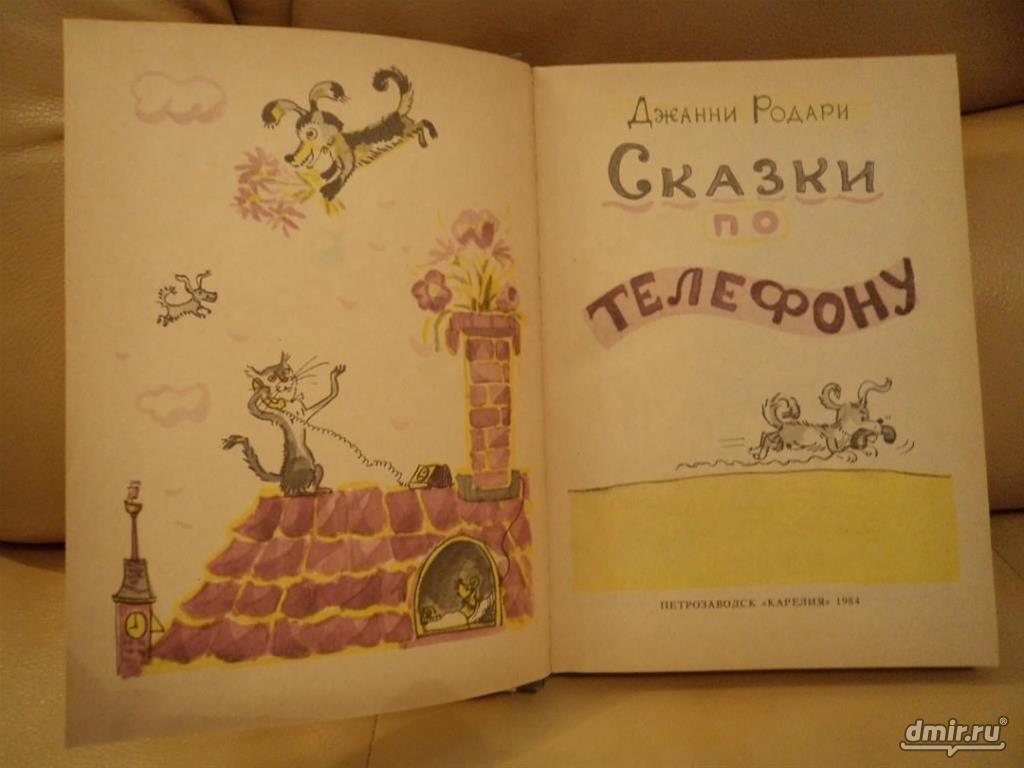 Джанни Родари
Сказки
по
телефону
ПЕТРОЗАВОДСК «КАРЕЛИЯ» 1984
dmir.ru®